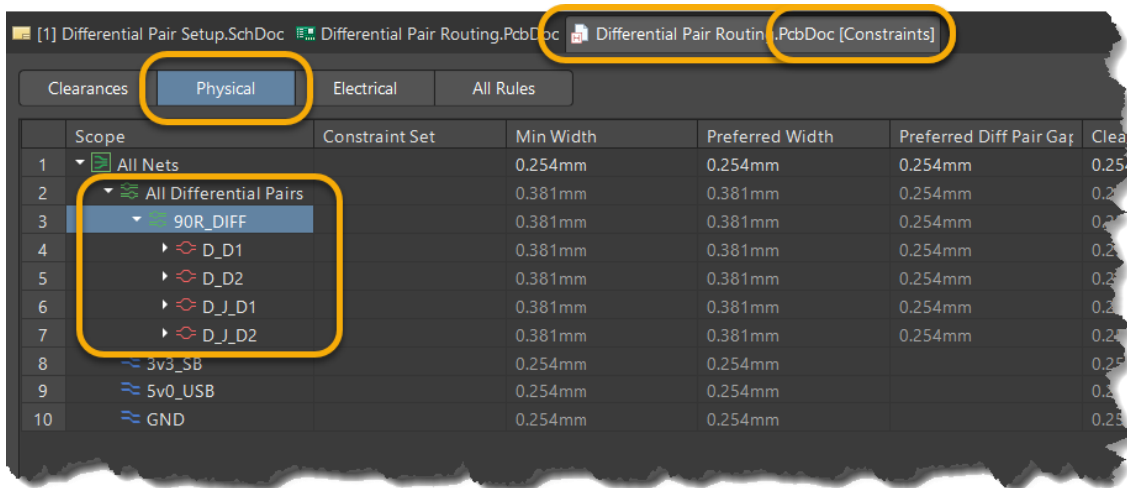 [1] Differential Pair Setup.SchDoc Differential Pair Routing.PcbDoc Differential Pair Routing.PcbDoc [Constraints]
Clearances Physical Electrical All Rules
Scope Constraint Set Min Width Preferred Width Preferred Diff Pair Gap
1 All Nets 0.254mm 0.254mm 0.254mm
2 All Differential Pairs 0.381mm 0.381mm 0.254mm
3 90R_DIFF 0.381mm 0.381mm 0.254mm
4 D_D1 0.381mm 0.381mm 0.254mm
5 D_D2 0.381mm 0.381mm 0.254mm
6 D_J_D1 0.381mm 0.381mm 0.254mm
7 D_J_D2 0.381mm 0.381mm 0.254mm
8 3v3_SB 0.254mm 0.254mm
9 5v0_USB 0.254mm 0.254mm
10 GND 0.254mm 0.254mm